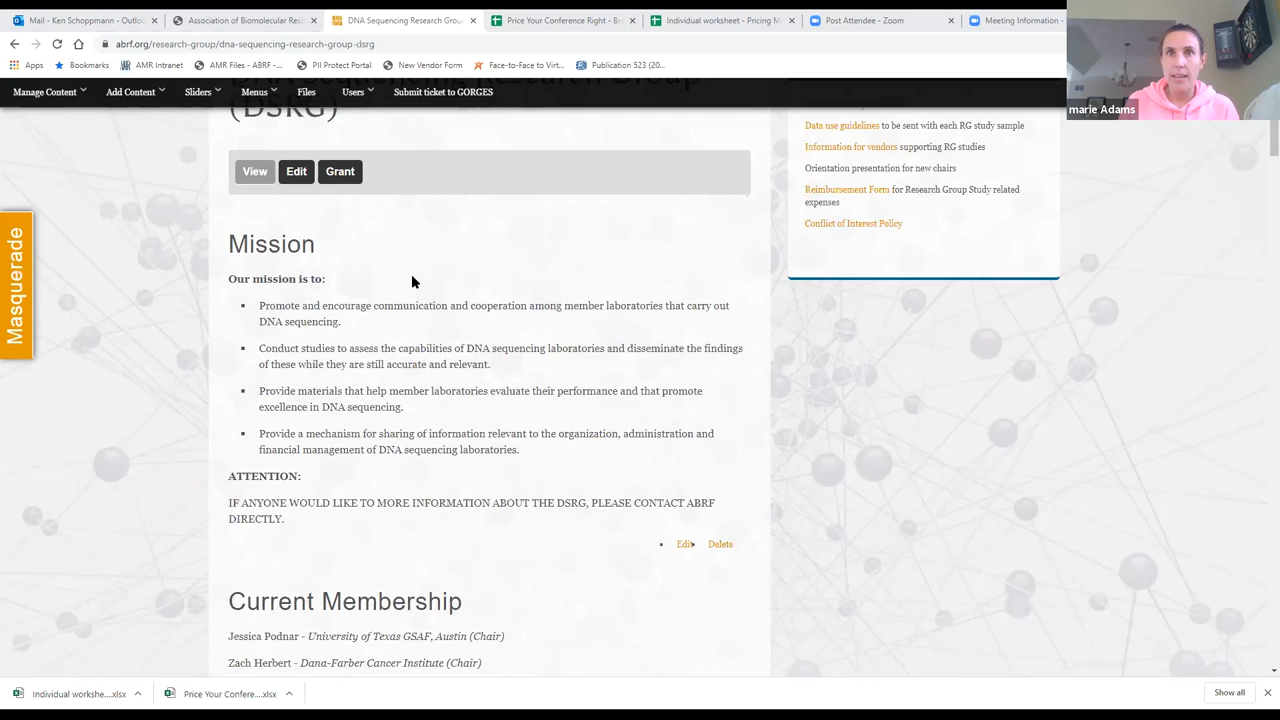 Mail - Ken Schoppmann - Outloo
Association of Biomolecular Reso
DNA Sequencing Research Group
Price Your Conference Right - Br
Individual worksheet - Pricing M
Post Attendee - Zoom
Meeting Information -
abrf.org/research-group/dna-sequencing-research-group-dsrg
Apps
Bookmarks
AMR Intranet
AMR Files - ABRF -...
PII Protect Portal
New Vendor Form
Face-to-Face to Virt...
Publication 523 (20...
marie Adams
Manage Content
Add Content
Sliders
Menus
Files
Users
Submit ticket to GORGES
DNA Sequencing Research Group
(DSRG)
View
Edit
Grant
Masquerade
Mission
Our mission is to:
▪ Promote and encourage communication and cooperation among member laboratories that carry out
DNA sequencing.
▪ Conduct studies to assess the capabilities of DNA sequencing laboratories and disseminate the findings
of these while they are still accurate and relevant.
▪ Provide materials that help member laboratories evaluate their performance and that promote
excellence in DNA sequencing.
▪ Provide a mechanism for sharing of information relevant to the organization, administration and
financial management of DNA sequencing laboratories.
ATTENTION:
IF ANYONE WOULD LIKE TO MORE INFORMATION ABOUT THE DSRG, PLEASE CONTACT ABRF
DIRECTLY.
▪ Edit ▪ Delete
Current Membership
Jessica Podnar - University of Texas GSAF, Austin (Chair)
Zach Herbert - Dana-Farber Cancer Institute (Chair)
Data use guidelines to be sent with each RG study sample
Information for vendors supporting RG studies
Orientation presentation for new chairs
Reimbursement Form for Research Group Study related
expenses
Conflict of Interest Policy
Individual workshe....xlsx
Price Your Confere....xlsx
Show all